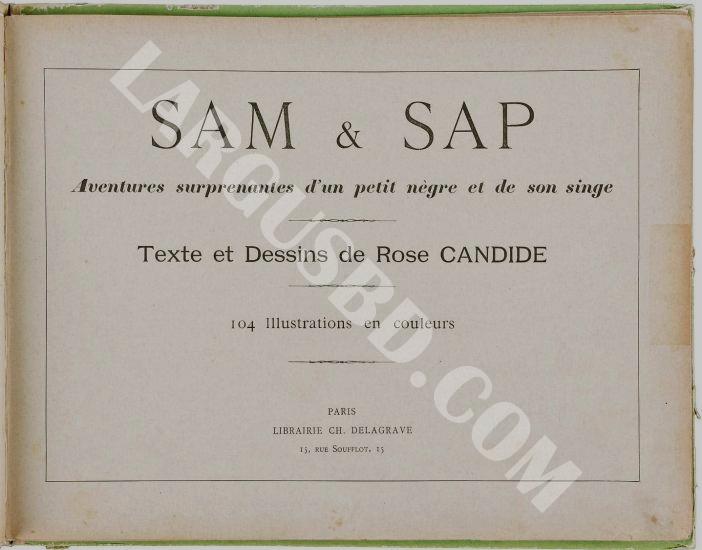 SAM & SAP
Aventures surprenantes d'un petit nègre et de son singe
Texte et Dessins de Rose CANDIDE
104 Illustrations en couleurs
PARIS
LIBRAIRIE CH. DELAGRAVE
15, RUE SOUFFLOT, 15
LARGUSBD.COM